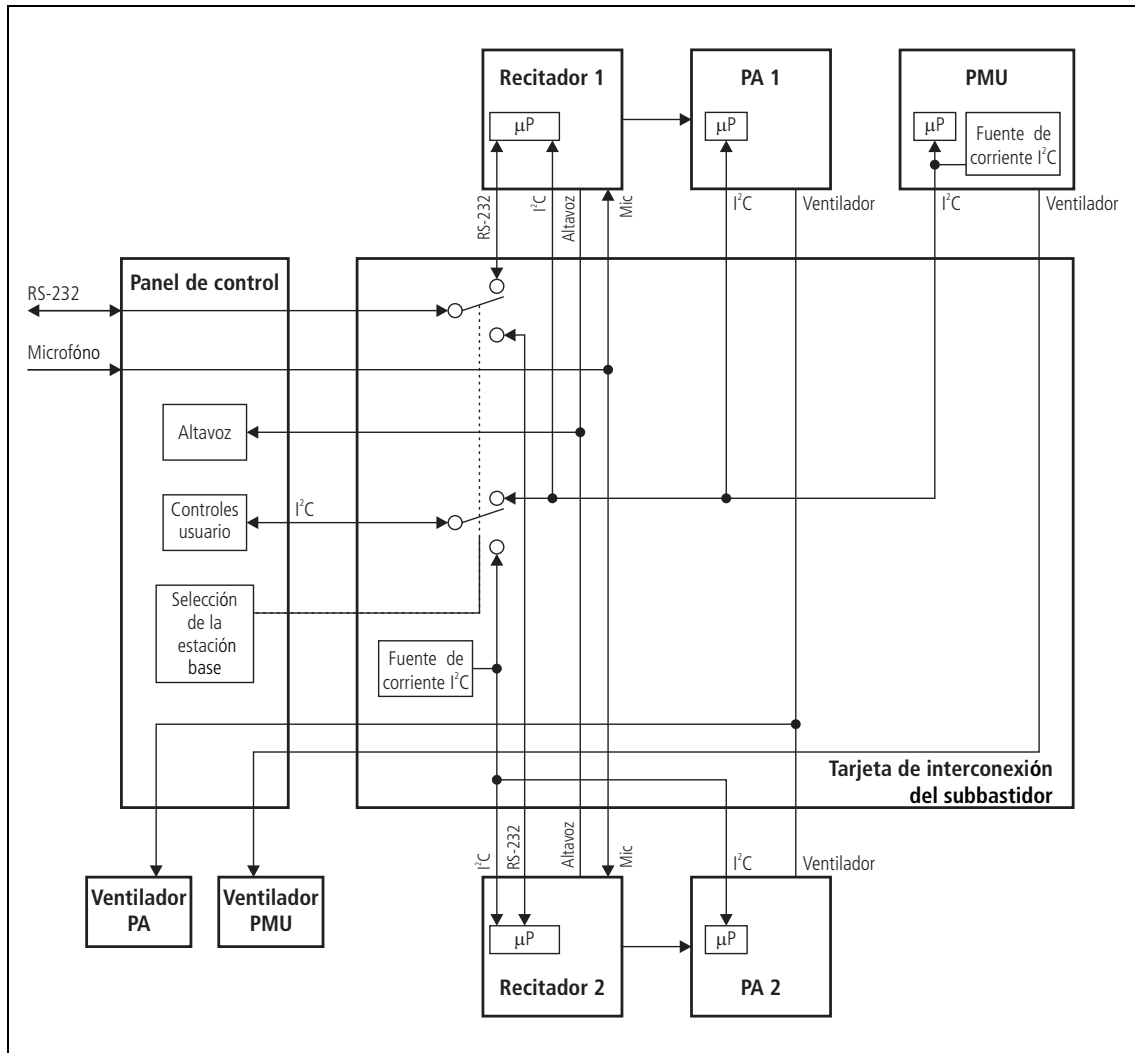 Recitador 1
PA 1
PMU
μP
μP
μP
Fuente de
corriente I²C
RS-232
I²C
Altavoz
Mic
I²C
Ventilador
I²C
Ventilador
Panel de control
RS-232
Microfóno
Altavoz
Controles
usuario
I²C
Selección
de la
estación
base
Fuente de
corriente I²C
Tarjeta de interconexión
del subbastidor
I²C
RS-232
Altavoz
Mic
I²C
Ventilador
Ventilador
PA
Ventilador
PMU
μP
μP
Recitador 2
PA 2